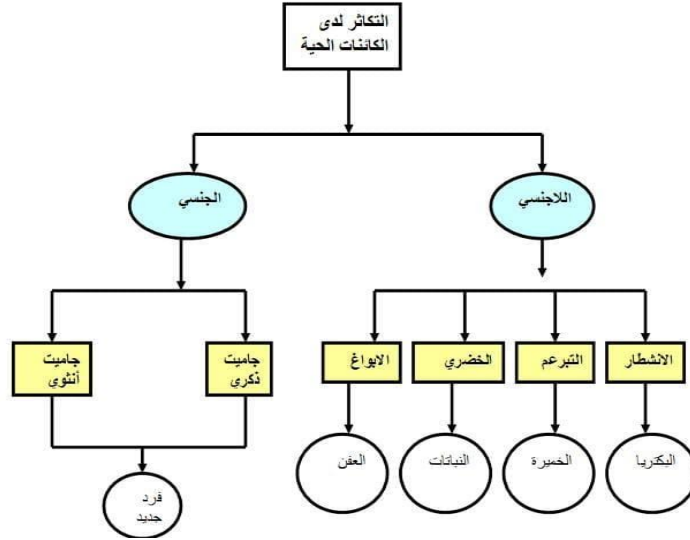 التكاثر لدى
الكائنات الحية
اللاجنسي
الجنسي
الانشطار
التبرعم
الخضري
الابواغ
جاميت
ذكري
جاميت
أنثوي
البكتريا
الخميرة
النباتات
العفن
فرد
جديد